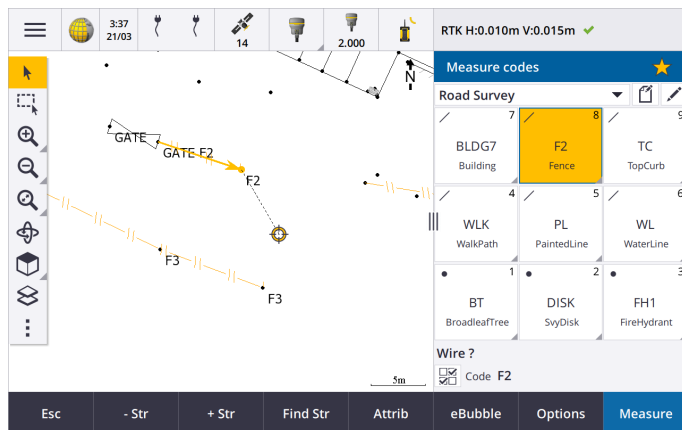 3:37
21/03
14
2.000
RTK H:0.010m V:0.015m
Measure codes
Road Survey
N
GATE
GATE F2
F2
F3
F3
5m
7
BLDG7
Building
8
F2
Fence
9
TC
TopCurb
4
WLK
WalkPath
5
PL
PaintedLine
6
WL
WaterLine
1
BT
BroadleafTree
2
DISK
SvyDisk
3
FH1
FireHydrant
Wire ?
Code F2
Esc
- Str
+ Str
Find Str
Attrib
eBubble
Options
Measure